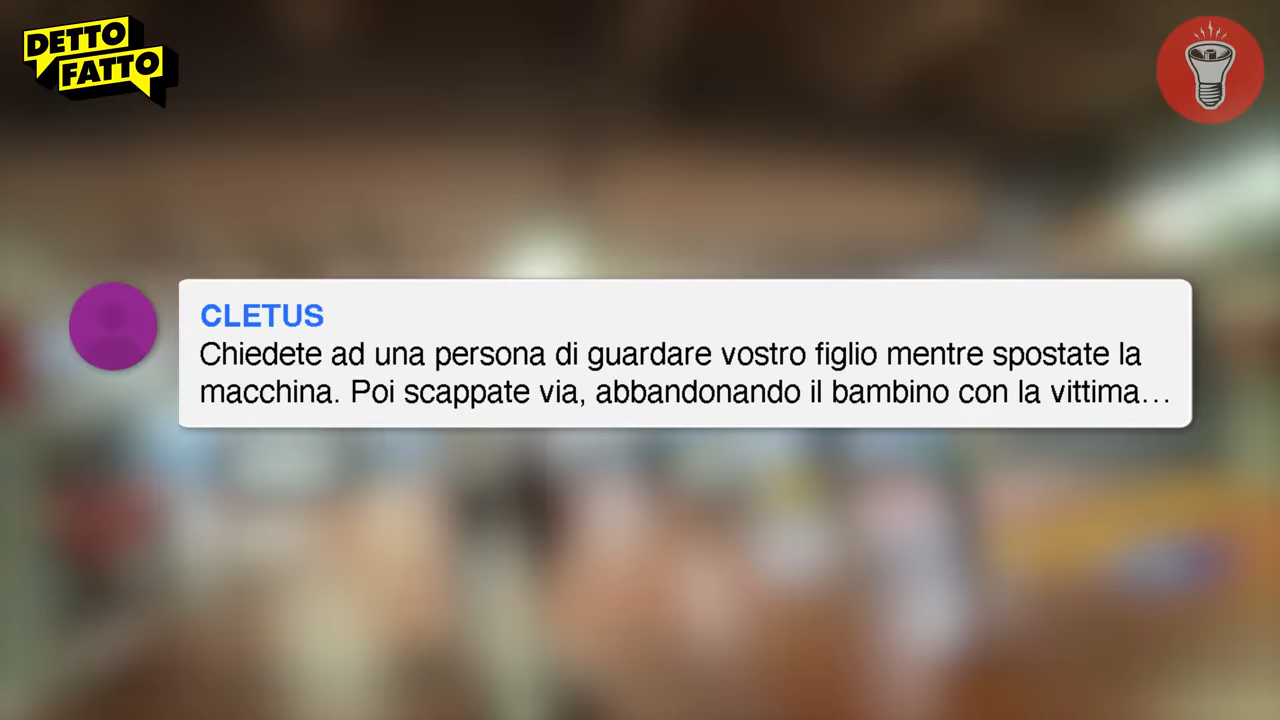 DETTO
FATTO
CLETUS
Chiedete ad una persona di guardare vostro figlio mentre spostate la
macchina. Poi scappate via, abbandonando il bambino con la vittima…